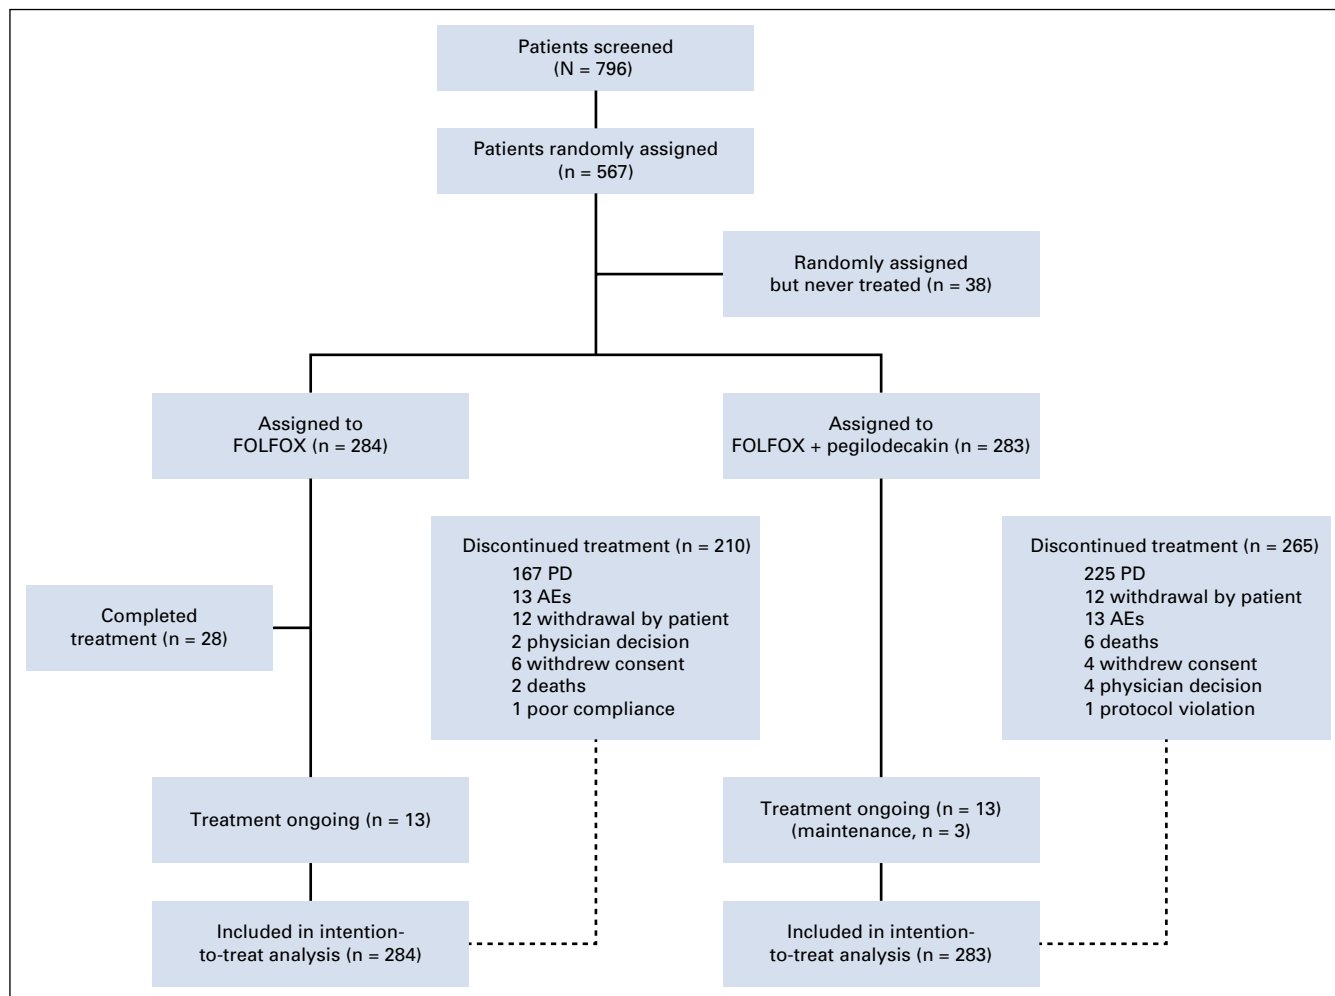 Patients screened
(N = 796)
Patients randomly assigned
(n = 567)
Randomly assigned
but never treated (n = 38)
Assigned to
FOLFOX (n = 284)
Assigned to
FOLFOX + pegilodecakin (n = 283)
Discontinued treatment (n = 210)
167 PD
13 AEs
12 withdrawal by patient
2 physician decision
6 withdrew consent
2 deaths
1 poor compliance
Discontinued treatment (n = 265)
225 PD
12 withdrawal by patient
13 AEs
6 deaths
4 withdrew consent
4 physician decision
1 protocol violation
Completed
treatment (n = 28)
Treatment ongoing (n = 13)
Treatment ongoing (n = 13)
(maintenance, n = 3)
Included in intention-
to-treat analysis (n = 284)
Included in intention-
to-treat analysis (n = 283)